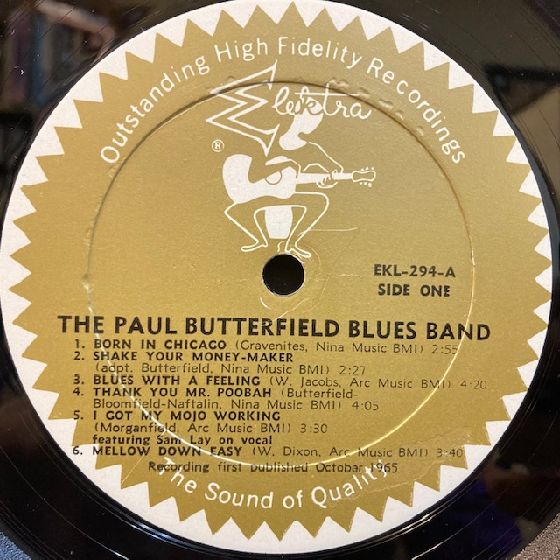 Outstanding High Fidelity Recordings
Elektra
®
EKL-294-A
SIDE ONE
THE PAUL BUTTERFIELD BLUES BAND
1. BORN IN CHICAGO (Gravenites, Nina Music BMI) 2:55
2. SHAKE YOUR MONEY-MAKER
(adpt. Butterfield, Nina Music BMI) 2:27
3. BLUES WITH A FEELING (W. Jacobs, Arc Music BMI) 4:20
4. THANK YOU MR. POOBAH (Butterfield-
Bloomfield-Naftalin, Nina Music BMI) 4:05
5. I GOT MY MOJO WORKING
(Morganfield, Arc Music BMI) 3:30
featuring Sam Lay on vocal
6. MELLOW DOWN EASY (W. Dixon, Arc Music BMI) 3:40
Recording first published October 1965
The Sound of Quality